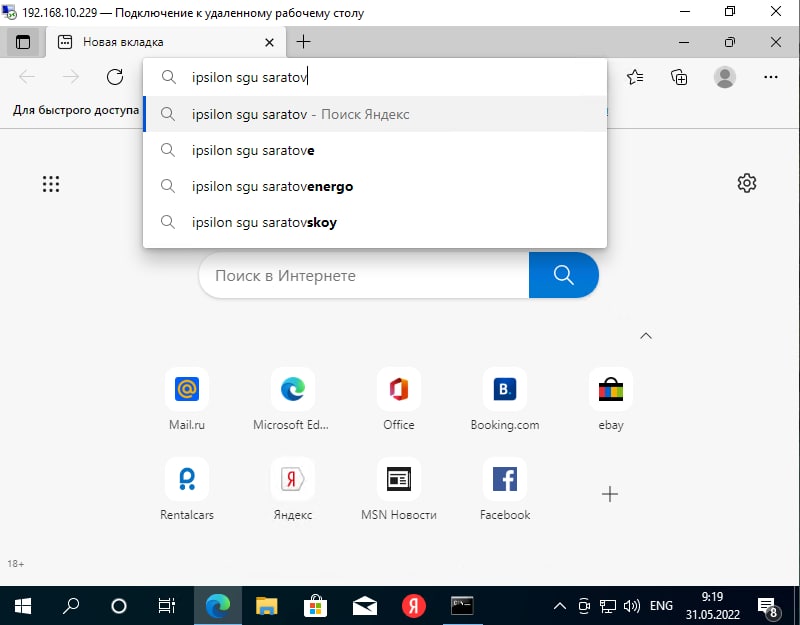 192.168.10.229 — Подключение к удаленному рабочему столу
Новая вкладка
ipsilon sgu saratov
Для быстрого доступа
ipsilon sgu saratov - Поиск Яндекс
ipsilon sgu saratove
ipsilon sgu saratovenergo
ipsilon sgu saratovskoy
Поиск в Интернете
Mail.ru
Microsoft Ed...
Office
Booking.com
ebay
Rentalcars
Яндекс
MSN Новости
Facebook
18+
ENG
9:19
31.05.2022
8